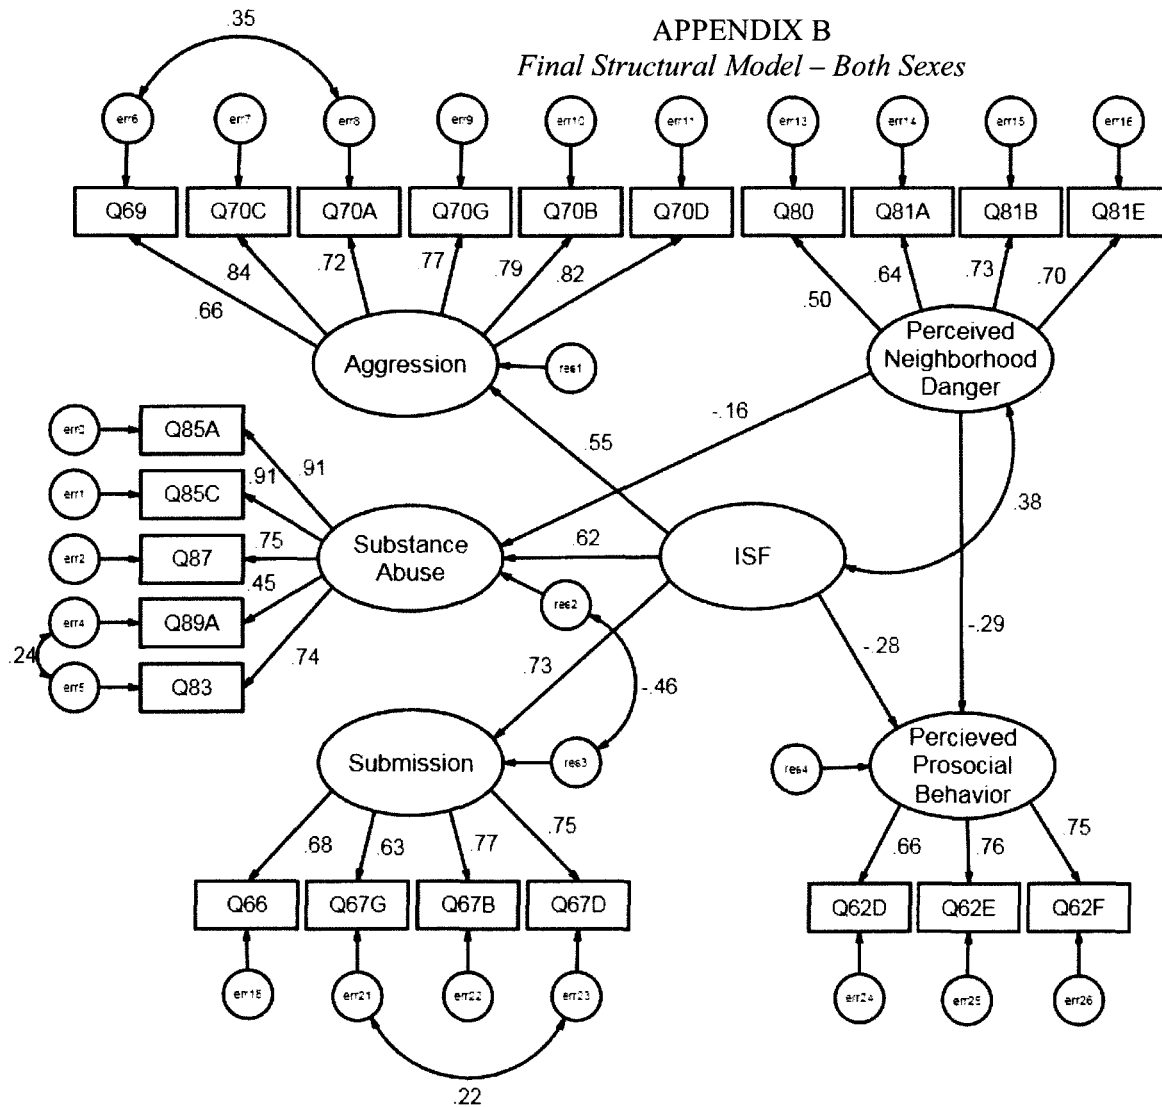 .35
APPENDIX B
Final Structural Model – Both Sexes
err6 err7 err8 err9 err10 err11 err13 err14 err15 err16
Q69 Q70C Q70A Q70G Q70B Q70D Q80 Q81A Q81B Q81E
.66 .84 .72 .77 .79 .82 .50 .64 .73 .70
Aggression
res1
Perceived
Neighborhood
Danger
-.16
.55
.38
Q85A
err1 Q85C
err2 Q87
err4 Q89A
err5 Q83
.24
.91
.91
.75
.45
.74
Substance
Abuse
.62
ISF
res2
.73
-.46
-.28
-.29
Submission
res3
res4
Percieved
Prosocial
Behavior
.68 .63 .77 .75
.66 .76 .75
Q66 Q67G Q67B Q67D
Q62D Q62E Q62F
err18 err21 err22 err23
err24 err25 err26
.22